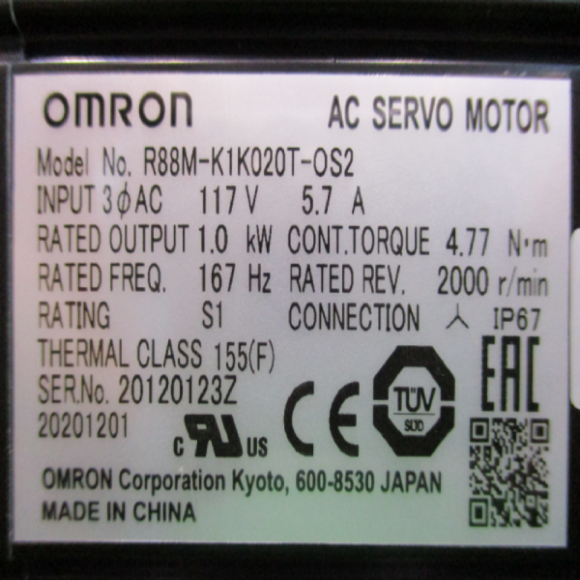 OMRON AC SERVO MOTOR
Model No. R88M-K1K020T-OS2
INPUT 3ϕAC 117 V 5.7 A
RATED OUTPUT 1.0 kW CONT.TORQUE 4.77 N·m
RATED FREQ. 167 Hz RATED REV. 2000 r/min
RATING S1 CONNECTION 人 IP67
THERMAL CLASS 155(F)
SER.No. 20120123Z
20201201
c RU US CE TÜV SÜD EAC
OMRON Corporation Kyoto, 600-8530 JAPAN
MADE IN CHINA